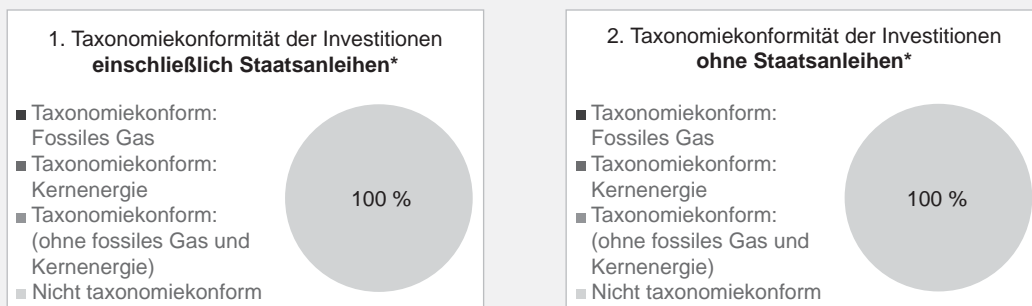 1. Taxonomiekonformität der Investitionen
einschließlich Staatsanleihen*
Taxonomiekonform:
Fossiles Gas
Taxonomiekonform:
Kernenergie
Taxonomiekonform:
(ohne fossiles Gas und
Kernenergie)
Nicht taxonomiekonform
100 %
2. Taxonomiekonformität der Investitionen
ohne Staatsanleihen*
Taxonomiekonform:
Fossiles Gas
Taxonomiekonform:
Kernenergie
Taxonomiekonform:
(ohne fossiles Gas und
Kernenergie)
Nicht taxonomiekonform
100 %